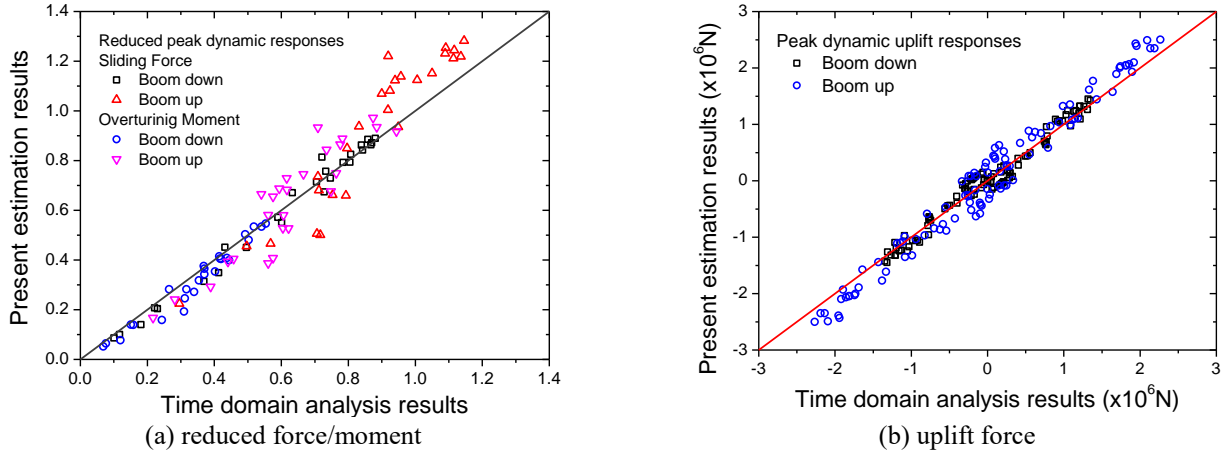 Reduced peak dynamic responses
Sliding Force
Boom down
Boom up
Overturinig Moment
Boom down
Boom up
1.4
1.2
1.0
0.8
0.6
0.4
0.2
0.0
0.0 0.2 0.4 0.6 0.8 1.0 1.2 1.4
Present estimation results
Time domain analysis results
(a) reduced force/moment
Peak dynamic uplift responses
Boom down
Boom up
3
2
1
0
-1
-2
-3
-3 -2 -1 0 1 2 3
Present estimation results (x10⁶N)
Time domain analysis results (x10⁶N)
(b) uplift force